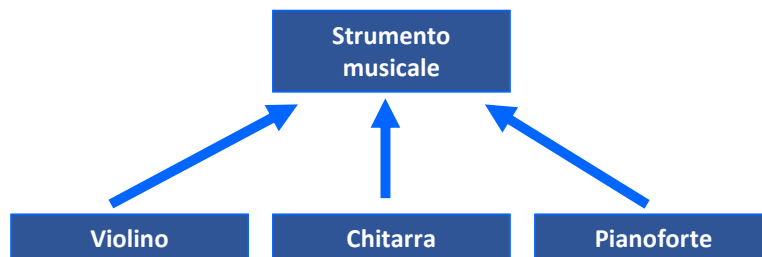 Strumento
musicale
Violino
Chitarra
Pianoforte